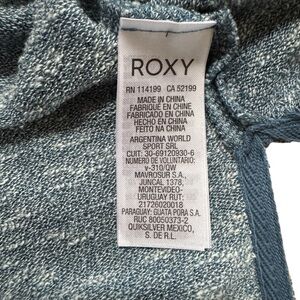 ROXY
RN 114199 CA 52199
MADE IN CHINA
FABRIQUÉ EN CHINE
FABRICADO EN CHINA
HECHO EN CHINA
FEITO NA CHINA
ARGENTINA WORLD
SPORT SRL
CUIT: 30-69120930-6
NÚMERO DE VOLUNTARIO:
v-310/QW
MAVROSUR S.A.,
JUNCAL 1378,
MONTEVIDEO-
URUGUAY RUT:
217260200018
PARAGUAY: GUATA PORA S.A.
RUC 80050373-2
QUIKSILVER MEXICO,
S. DE R.L.